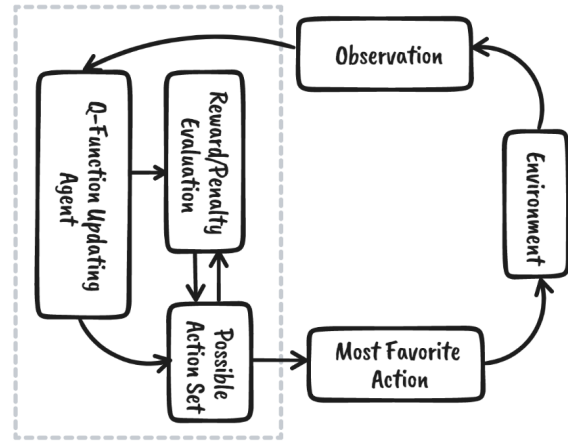 Observation
Q-Function Updating
Agent
Reward/Penalty
Evaluation
Environment
Possible
Action Set
Most Favorite
Action